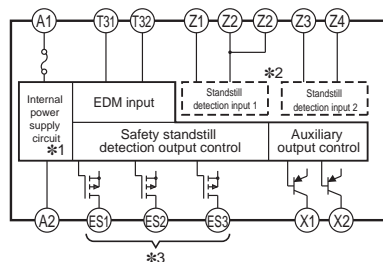 A1 T31 T32 Z1 Z2 Z2 Z3 Z4
*2
Internal
power
supply
circuit
*1
EDM input
Standstill
detection input 1
Standstill
detection input 2
Safety standstill
detection output control
Auxiliary
output control
A2 ES1 ES2 ES3 X1 X2
*3